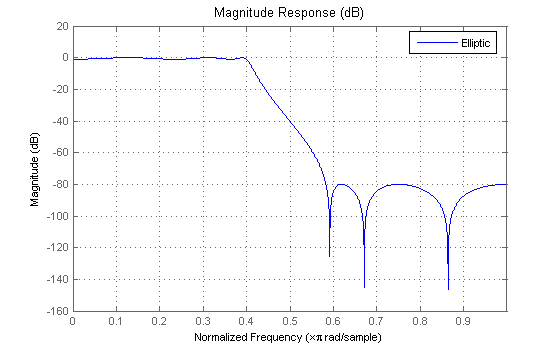 Magnitude Response (dB)
20
0
-20
-40
-60
-80
-100
-120
-140
-160
Magnitude (dB)
Elliptic
0 0.1 0.2 0.3 0.4 0.5 0.6 0.7 0.8 0.9
Normalized Frequency (×π rad/sample)